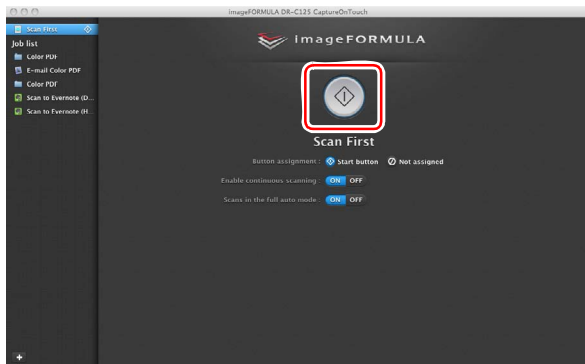 imageFORMULA DR-C125 CaptureOnTouch
Scan First
Job list
Color PDF
E-mail Color PDF
Color PDF
Scan to Evernote (D...
Scan to Evernote (H...
imageFORMULA
Scan First
Button assignment : Start button Not assigned
Enable continuous scanning : ON OFF
Scans in the full auto mode : ON OFF